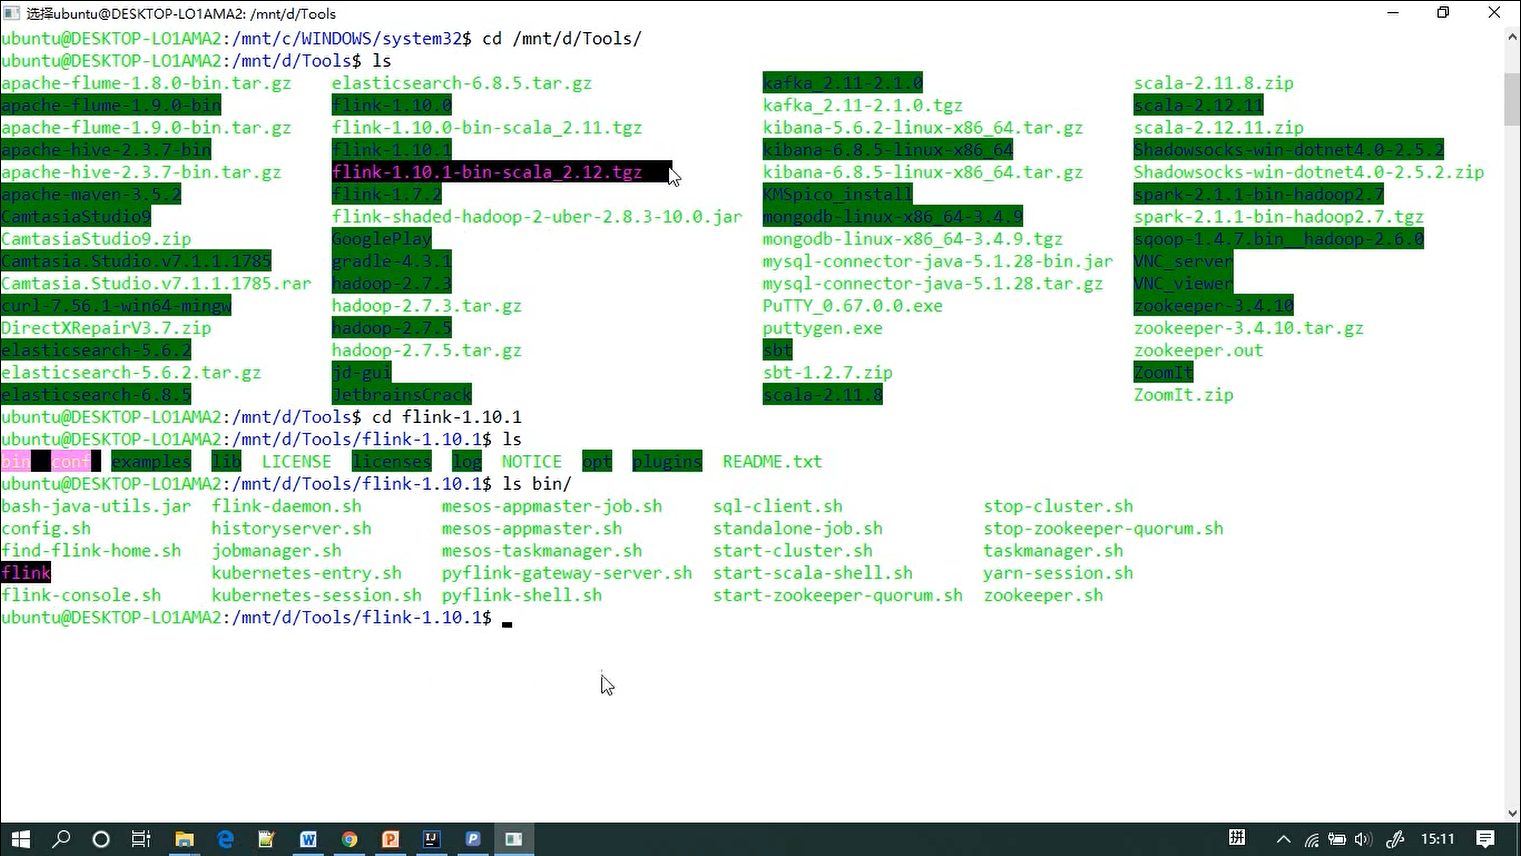 选择ubuntu@DESKTOP-LO1AMA2: /mnt/d/Tools
ubuntu@DESKTOP-LO1AMA2:/mnt/c/WINDOWS/system32$ cd /mnt/d/Tools/
ubuntu@DESKTOP-LO1AMA2:/mnt/d/Tools$ ls
apache-flume-1.8.0-bin.tar.gz elasticsearch-6.8.5.tar.gz kafka_2.11-2.1.0 scala-2.11.8.zip
apache-flume-1.9.0-bin flink-1.10.0 kafka_2.11-2.1.0.tgz scala-2.12.11
apache-flume-1.9.0-bin.tar.gz flink-1.10.0-bin-scala_2.11.tgz kibana-5.6.2-linux-x86_64.tar.gz scala-2.12.11.zip
apache-hive-2.3.7-bin flink-1.10.1 kibana-6.8.5-linux-x86_64 Shadowsocks-win-dotnet4.0-2.5.2
apache-hive-2.3.7-bin.tar.gz flink-1.10.1-bin-scala_2.12.tgz kibana-6.8.5-linux-x86_64.tar.gz Shadowsocks-win-dotnet4.0-2.5.2.zip
apache-maven-3.5.2 flink-1.7.2 KMSpico_install spark-2.1.1-bin-hadoop2.7
CamtasiaStudio9 flink-shaded-hadoop-2-uber-2.8.3-10.0.jar mongodb-linux-x86_64-3.4.9 spark-2.1.1-bin-hadoop2.7.tgz
CamtasiaStudio9.zip GooglePlay mongodb-linux-x86_64-3.4.9.tgz sqoop-1.4.7.bin__hadoop-2.6.0
Camtasia.Studio.v7.1.1.1785 gradle-4.3.1 mysql-connector-java-5.1.28-bin.jar VNC_server
Camtasia.Studio.v7.1.1.1785.rar hadoop-2.7.3 mysql-connector-java-5.1.28.tar.gz VNC_viewer
curl-7.56.1-win64-mingw hadoop-2.7.3.tar.gz PuTTY_0.67.0.0.exe zookeeper-3.4.10
DirectXRepairV3.7.zip hadoop-2.7.5 puttygen.exe zookeeper-3.4.10.tar.gz
elasticsearch-5.6.2 hadoop-2.7.5.tar.gz sbt zookeeper.out
elasticsearch-5.6.2.tar.gz jd-gui sbt-1.2.7.zip ZoomIt
elasticsearch-6.8.5 JetbrainsCrack scala-2.11.8 ZoomIt.zip
ubuntu@DESKTOP-LO1AMA2:/mnt/d/Tools$ cd flink-1.10.1
ubuntu@DESKTOP-LO1AMA2:/mnt/d/Tools/flink-1.10.1$ ls
bin conf examples lib LICENSE licenses log NOTICE opt plugins README.txt
ubuntu@DESKTOP-LO1AMA2:/mnt/d/Tools/flink-1.10.1$ ls bin/
bash-java-utils.jar flink-daemon.sh mesos-appmaster-job.sh sql-client.sh stop-cluster.sh
config.sh historyserver.sh mesos-appmaster.sh standalone-job.sh stop-zookeeper-quorum.sh
find-flink-home.sh jobmanager.sh mesos-taskmanager.sh start-cluster.sh taskmanager.sh
flink kubernetes-entry.sh pyflink-gateway-server.sh start-scala-shell.sh yarn-session.sh
flink-console.sh kubernetes-session.sh pyflink-shell.sh start-zookeeper-quorum.sh zookeeper.sh
ubuntu@DESKTOP-LO1AMA2:/mnt/d/Tools/flink-1.10.1$
拼 15:11